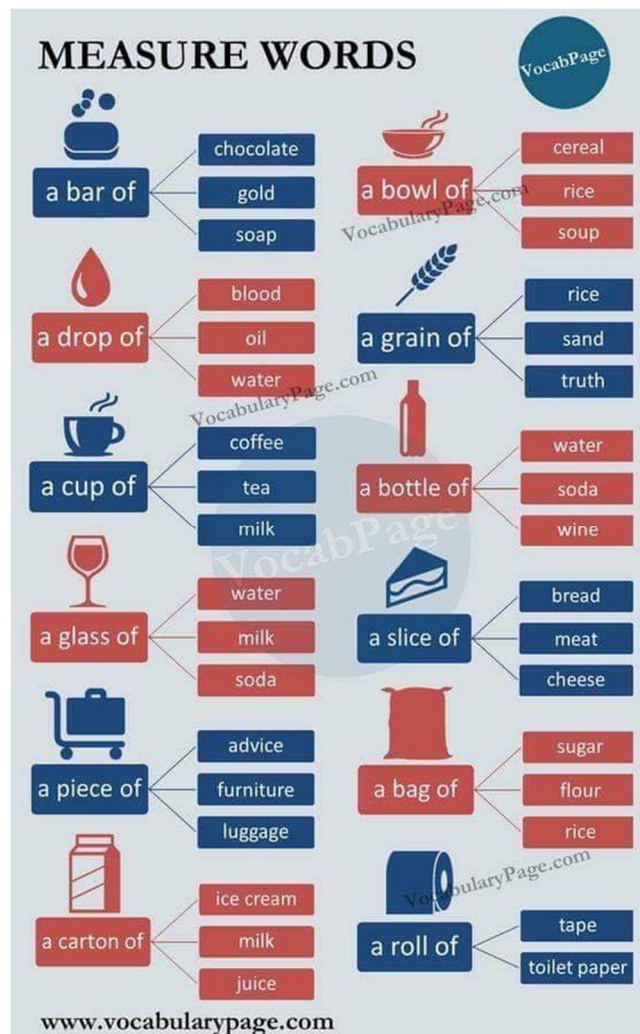 MEASURE WORDS
VocabPage
a bar of
chocolate
gold
soap
a bowl of
cereal
rice
soup
VocabularyPage.com
a drop of
blood
oil
water
a grain of
rice
sand
truth
VocabularyPage.com
a cup of
coffee
tea
milk
a bottle of
water
soda
wine
VocabPage
a glass of
water
milk
soda
a slice of
bread
meat
cheese
a piece of
advice
furniture
luggage
a bag of
sugar
flour
rice
a carton of
ice cream
milk
juice
VocabularyPage.com
a roll of
tape
toilet paper
www.vocabularypage.com